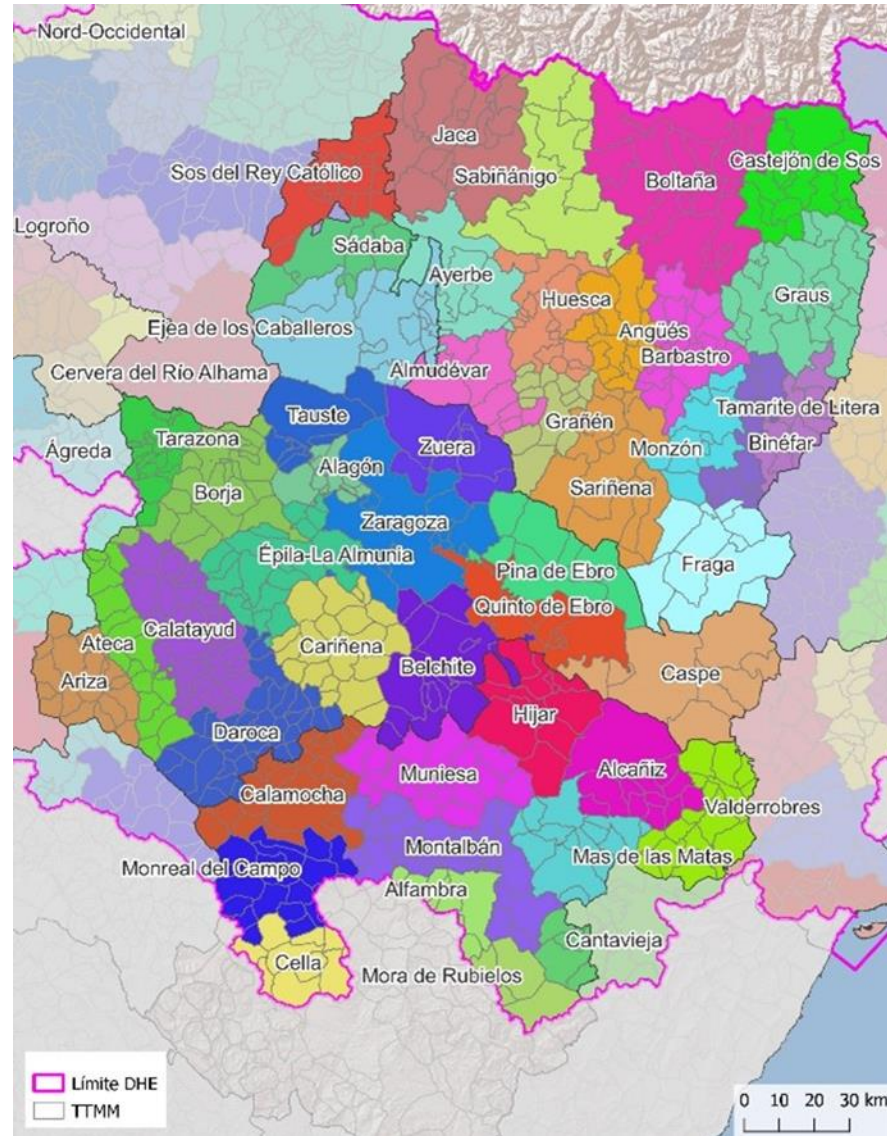 Nord-Occidental
Jaca
Sos del Rey Católico
Sabiñánigo
Boltaña
Castejón de Sos
Logroño
Sádaba
Ayerbe
Huesca
Graus
Ejea de los Caballeros
Angüés
Barbastro
Cervera del Río Alhama
Almudévar
Tauste
Grañén
Tamarite de Litera
Ágreda
Tarazona
Zuera
Monzón
Binéfar
Alagón
Borja
Sariñena
Zaragoza
Épila-La Almunia
Pina de Ebro
Fraga
Quinto de Ebro
Ateca
Calatayud
Cariñena
Belchite
Caspe
Ariza
Hijar
Daroca
Muniesa
Alcañiz
Calamocha
Valderrobres
Montalbán
Mas de las Matas
Monreal del Campo
Alfambra
Cantavieja
Cella
Mora de Rubielos
Límite DHE
TTMM
0 10 20 30 km